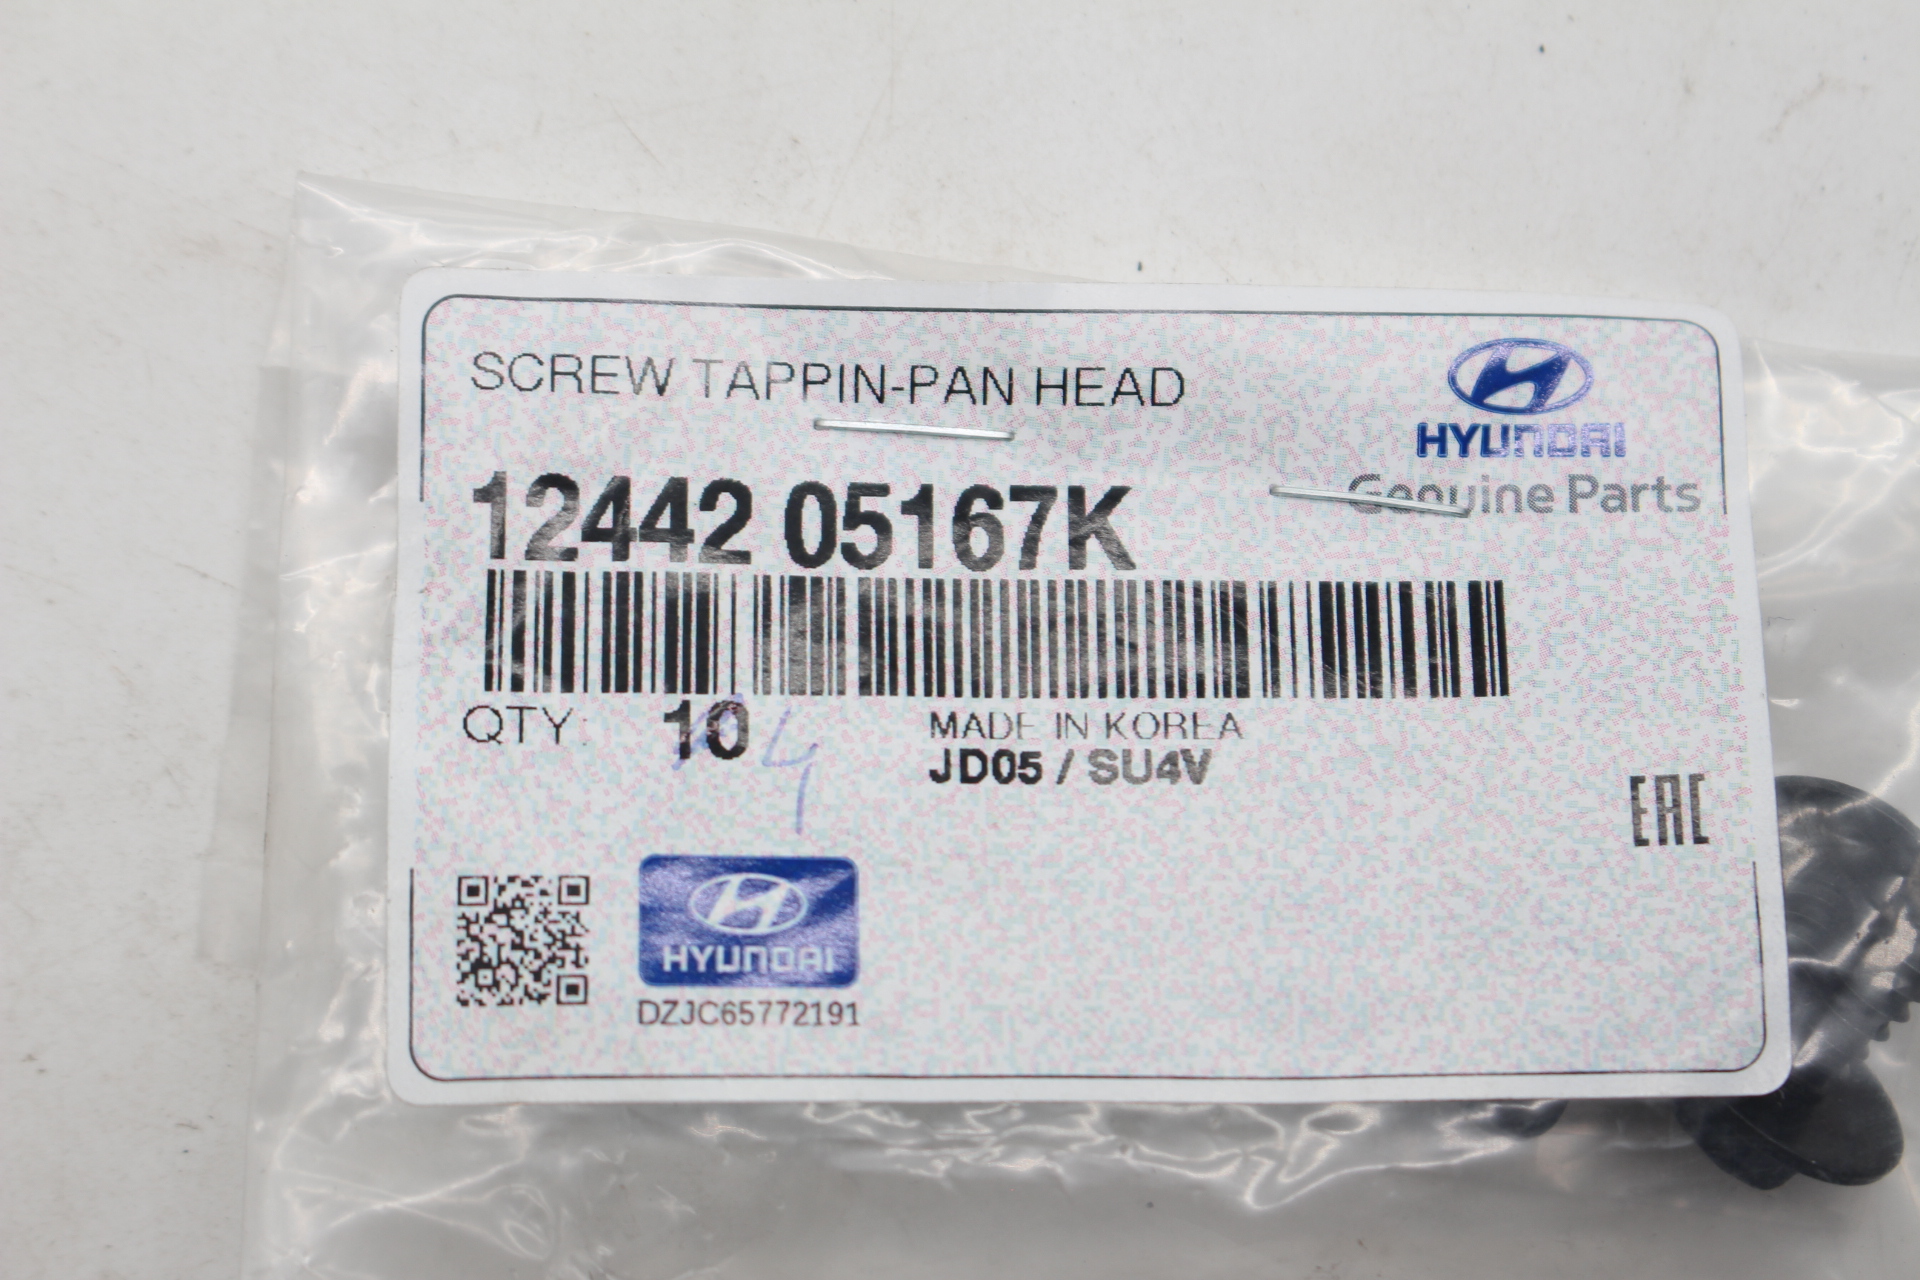 SCREW TAPPIN-PAN HEAD
HYUNDAI
Genuine Parts
12442 05167K
QTY: 10 4
MADE IN KOREA
JD05 / SU4V
EAC
HYUNDAI
DZJC65772191